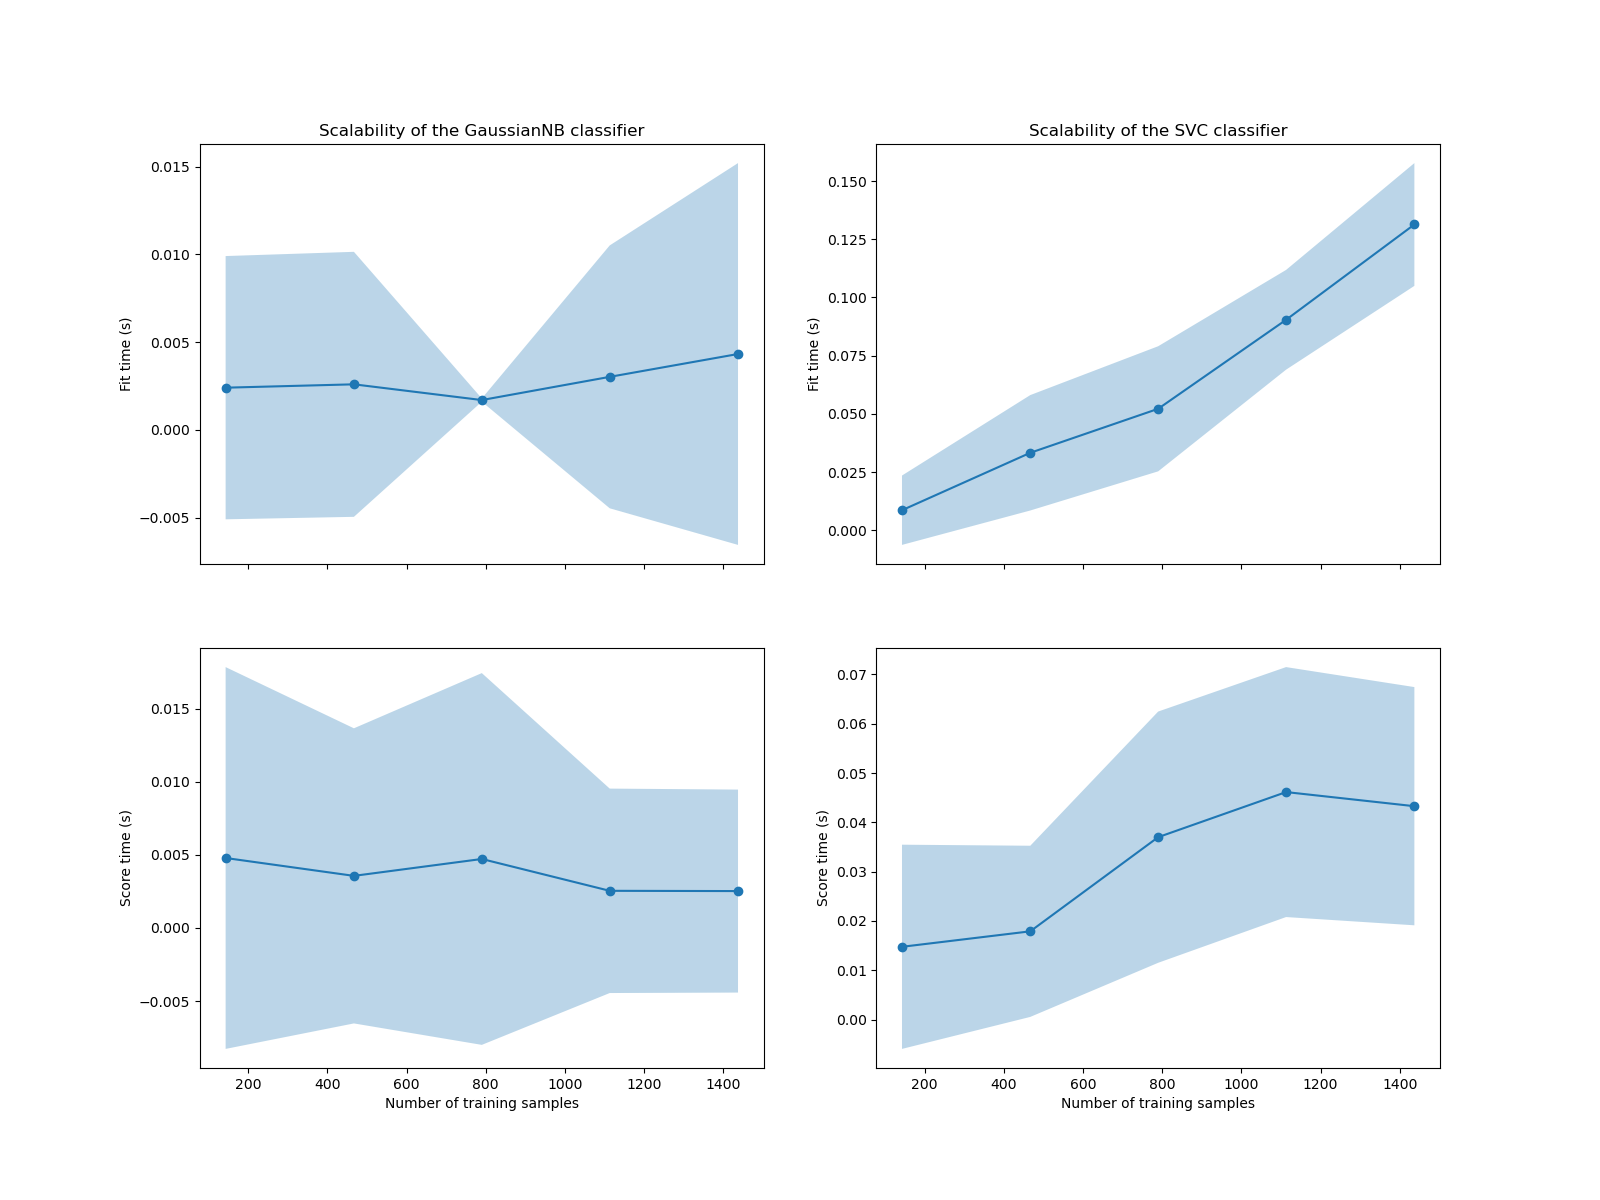 Scalability of the GaussianNB classifier
Fit time (s)
0.015
0.010
0.005
0.000
−0.005
Scalability of the SVC classifier
Fit time (s)
0.150
0.125
0.100
0.075
0.050
0.025
0.000
Score time (s)
0.015
0.010
0.005
0.000
−0.005
200 400 600 800 1000 1200 1400
Number of training samples
Score time (s)
0.07
0.06
0.05
0.04
0.03
0.02
0.01
0.00
200 400 600 800 1000 1200 1400
Number of training samples